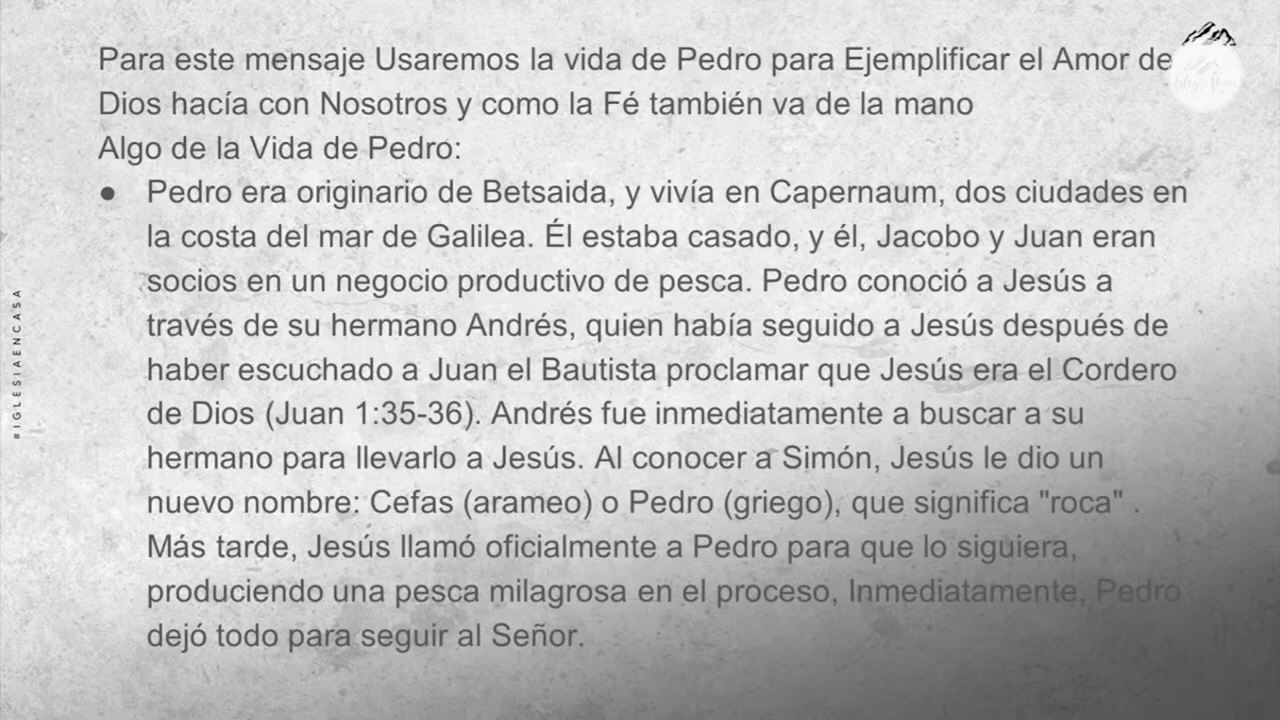 Para este mensaje Usaremos la vida de Pedro para Ejemplificar el Amor de
Dios hacía con Nosotros y como la Fé también va de la mano
Algo de la Vida de Pedro:
● Pedro era originario de Betsaida, y vivía en Capernaum, dos ciudades en
la costa del mar de Galilea. Él estaba casado, y él, Jacobo y Juan eran
socios en un negocio productivo de pesca. Pedro conoció a Jesús a
través de su hermano Andrés, quien había seguido a Jesús después de
haber escuchado a Juan el Bautista proclamar que Jesús era el Cordero
de Dios (Juan 1:35-36). Andrés fue inmediatamente a buscar a su
hermano para llevarlo a Jesús. Al conocer a Simón, Jesús le dio un
nuevo nombre: Cefas (arameo) o Pedro (griego), que significa "roca" .
Más tarde, Jesús llamó oficialmente a Pedro para que lo siguiera,
produciendo una pesca milagrosa en el proceso, Inmediatamente, Pedro
dejó todo para seguir al Señor.
#IGLESIAENCASA